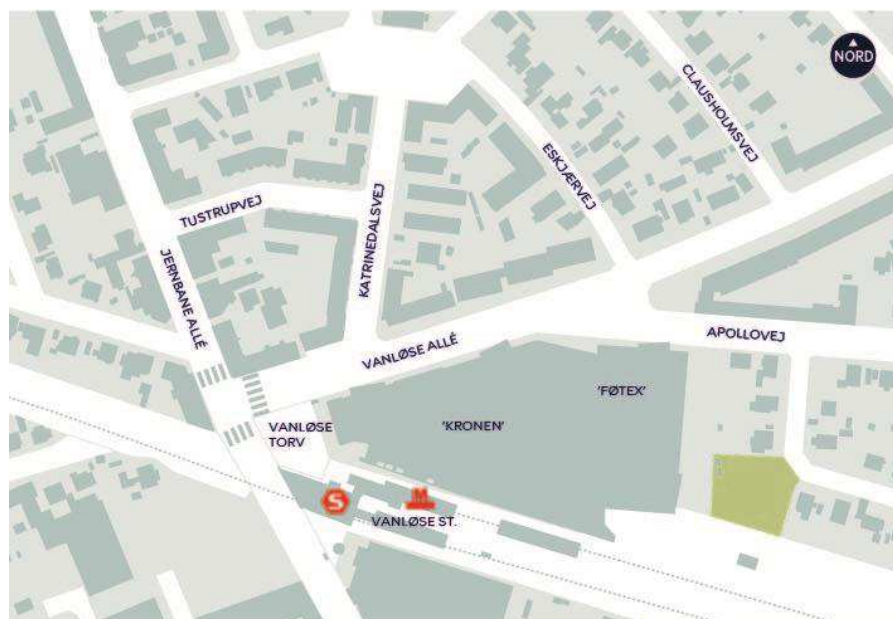 NORD
CLAUSHOLMSVEJ
ESKJÆRVEJ
TUSTRUPVEJ
KATRINEDALSVEJ
JERNBANE ALLÉ
APOLLOVEJ
VANLØSE ALLÉ
'FØTEX'
'KRONEN'
VANLØSE
TORV
S
M
VANLØSE ST.